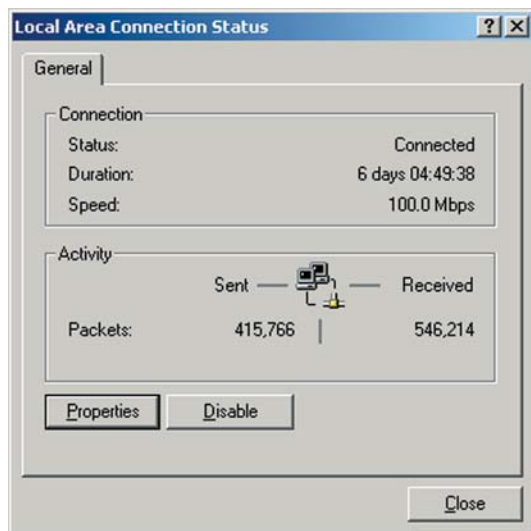 Local Area Connection Status
General
Connection
Status: Connected
Duration: 6 days 04:49:38
Speed: 100.0 Mbps
Activity
Sent Received
Packets: 415,766 546,214
Properties Disable
Close